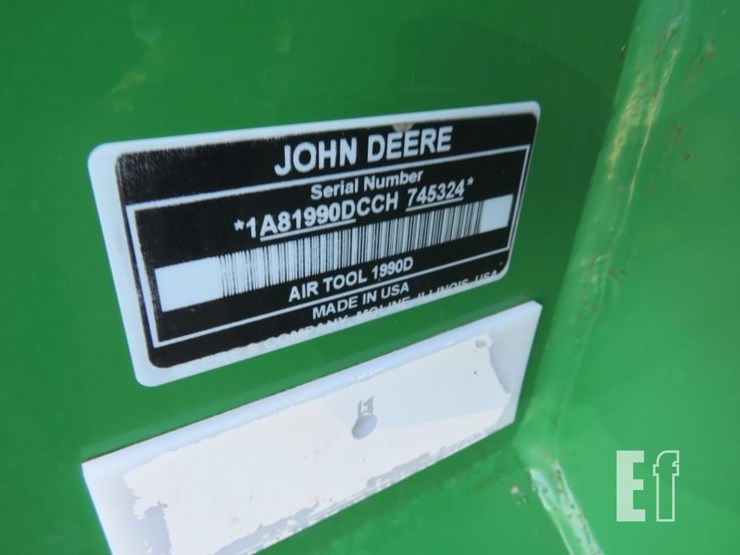 JOHN DEERE
Serial Number
*1A81990DCCH 745324*
AIR TOOL 1990D
MADE IN USA
COMPANY, MOLINE, ILLINOIS, USA
Ef